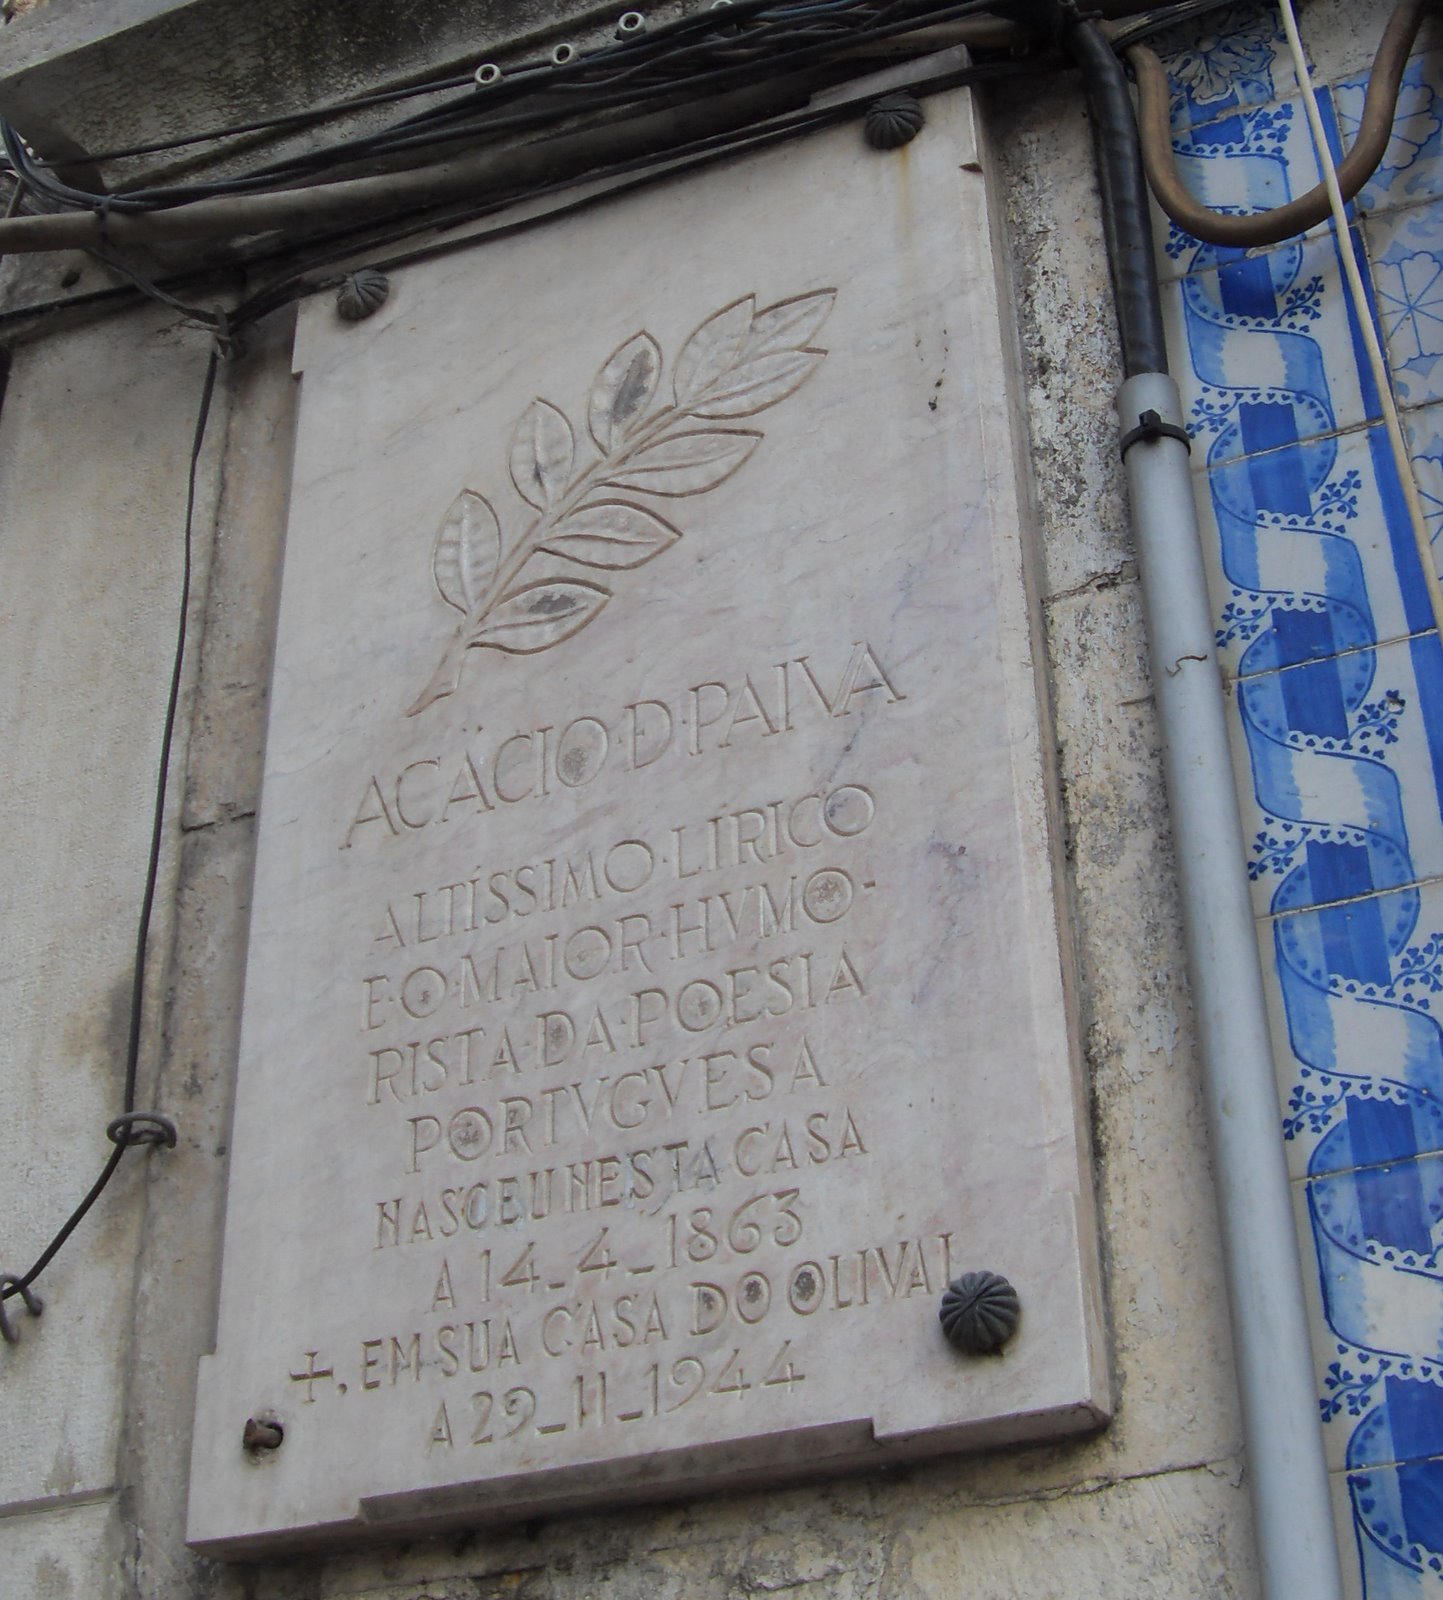 ACÁCIO·D·PAIVA
ALTÍSSIMO·LÍRICO
E·O·MAIOR·HVMO-
RISTA·DA·POESIA
PORTVGVESA
NASCEU NESTA CASA
A 14_4_1863
+. EM SUA CASA DO OLIVAL
A 29_11_1944